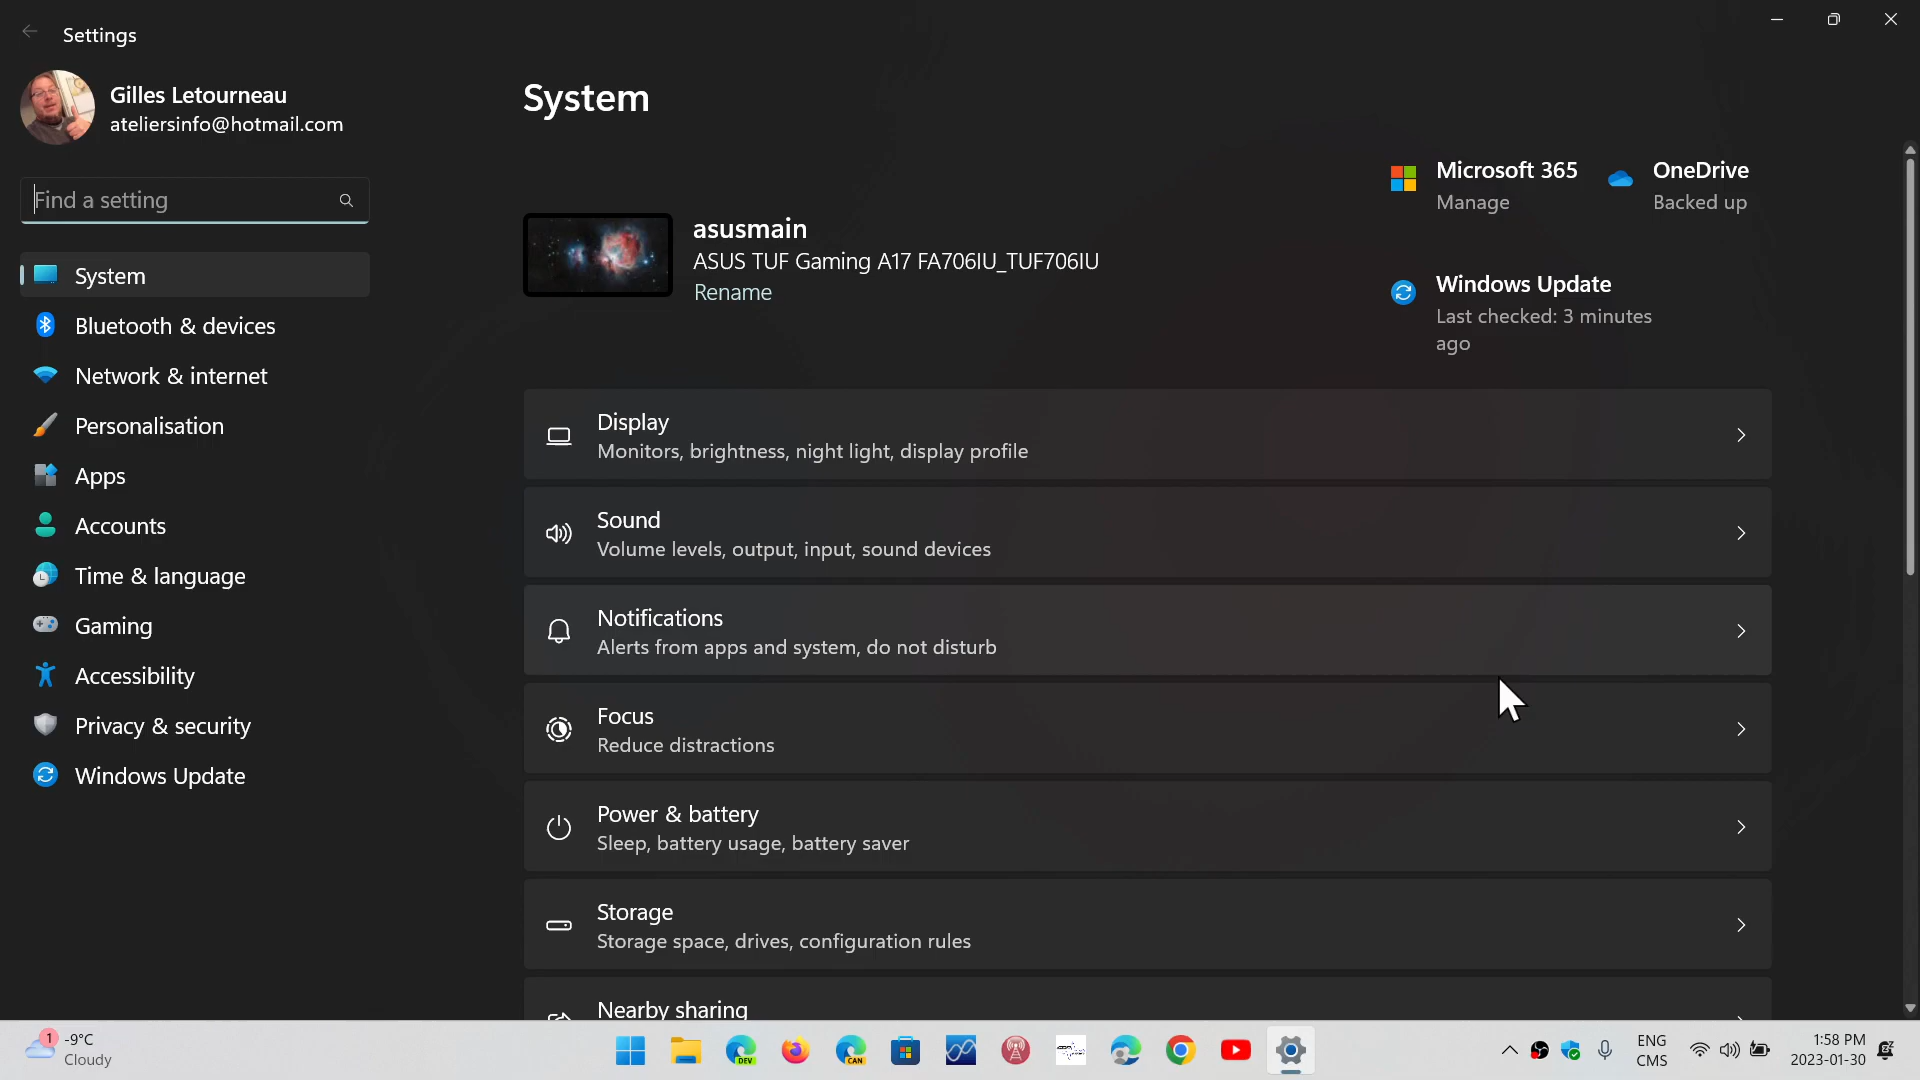 Settings
Gilles Letourneau
ateliersinfo@hotmail.com
Find a setting
System
Bluetooth & devices
Network & internet
Personalisation
Apps
Accounts
Time & language
Gaming
Accessibility
Privacy & security
Windows Update
System
asusmain
ASUS TUF Gaming A17 FA706IU_TUF706IU
Rename
Microsoft 365
Manage
OneDrive
Backed up
Windows Update
Last checked: 3 minutes
ago
Display
Monitors, brightness, night light, display profile
Sound
Volume levels, output, input, sound devices
Notifications
Alerts from apps and system, do not disturb
Focus
Reduce distractions
Power & battery
Sleep, battery usage, battery saver
Storage
Storage space, drives, configuration rules
Nearby sharing
1
-9°C
Cloudy
DEV
CAN
ENG
CMS
1:58 PM
2023-01-30